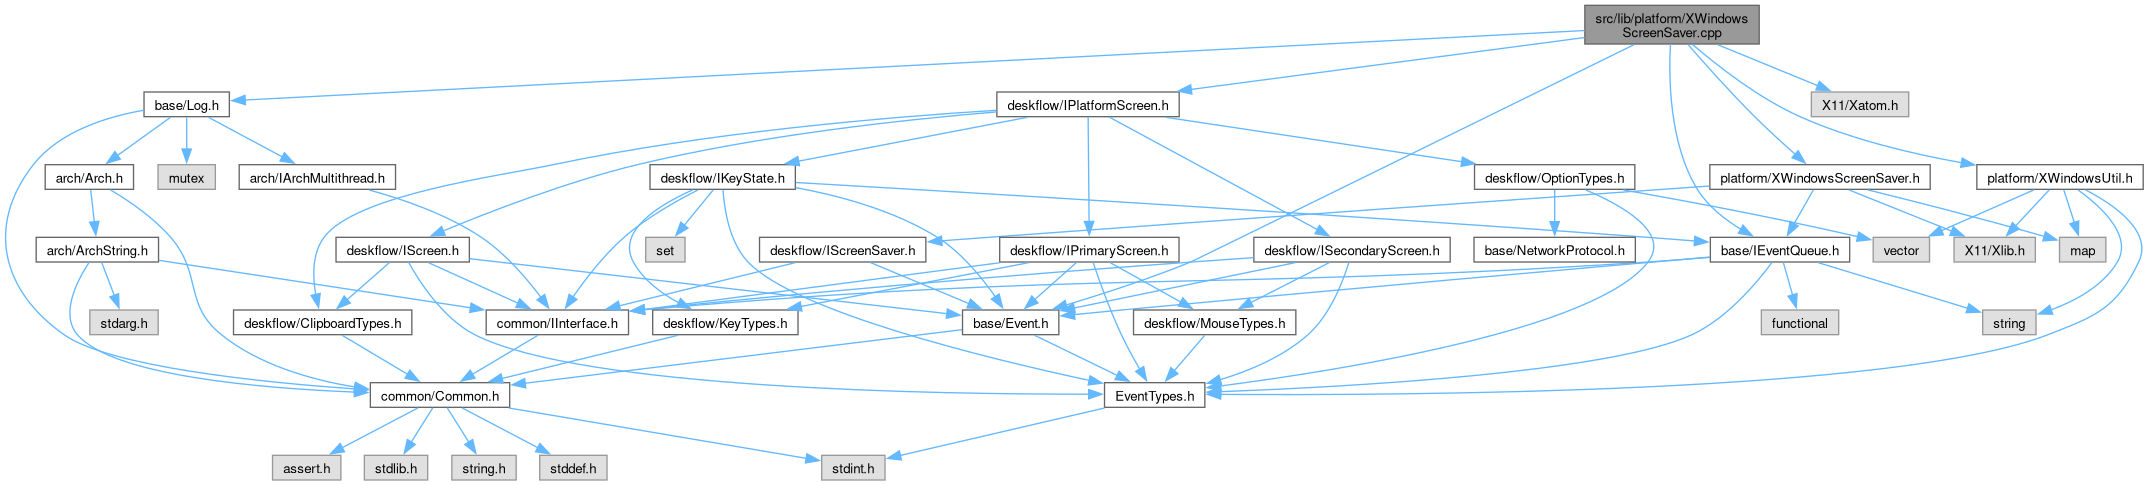 src/lib/platform/XWindows
ScreenSaver.cpp
base/Log.h
deskflow/IPlatformScreen.h
X11/Xatom.h
arch/Arch.h
mutex
arch/IArchMultithread.h
deskflow/IKeyState.h
deskflow/OptionTypes.h
platform/XWindowsScreenSaver.h
platform/XWindowsUtil.h
arch/ArchString.h
deskflow/IScreen.h
set
deskflow/IScreenSaver.h
deskflow/IPrimaryScreen.h
deskflow/ISecondaryScreen.h
base/NetworkProtocol.h
base/IEventQueue.h
vector
X11/Xlib.h
map
stdarg.h
deskflow/ClipboardTypes.h
common/IInterface.h
deskflow/KeyTypes.h
base/Event.h
deskflow/MouseTypes.h
functional
string
common/Common.h
EventTypes.h
assert.h
stdlib.h
string.h
stddef.h
stdint.h